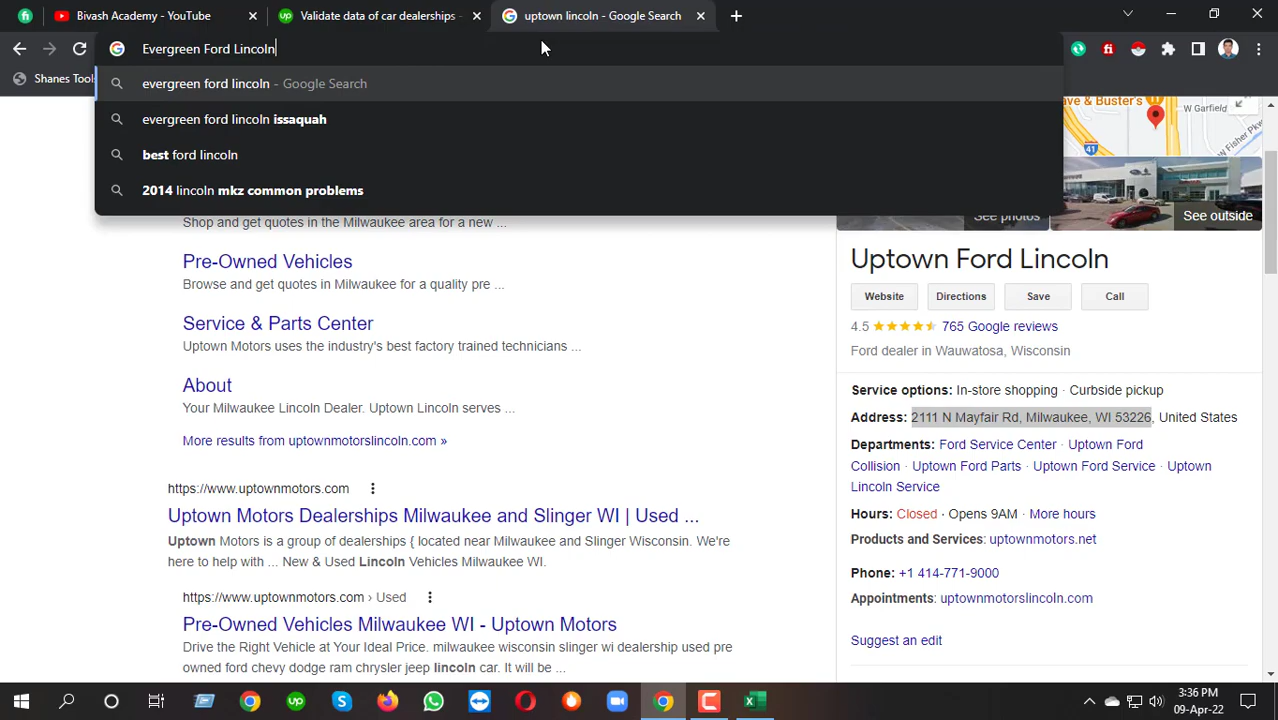 Bivash Academy - YouTube
Validate data of car dealerships -
uptown lincoln - Google Search
Evergreen Ford Lincoln
Shanes Tool
evergreen ford lincoln - Google Search
evergreen ford lincoln issaquah
best ford lincoln
2014 lincoln mkz common problems
Shop and get quotes in the Milwaukee area for a new ...
Pre-Owned Vehicles
Browse and get quotes in Milwaukee for a quality pre ...
Service & Parts Center
Uptown Motors uses the industry's best factory trained technicians ...
About
Your Milwaukee Lincoln Dealer. Uptown Lincoln serves ...
More results from uptownmotorslincoln.com »
https://www.uptownmotors.com
Uptown Motors Dealerships Milwaukee and Slinger WI | Used ...
Uptown Motors is a group of dealerships { located near Milwaukee and Slinger Wisconsin. We're
here to help with ... New & Used Lincoln Vehicles Milwaukee WI.
https://www.uptownmotors.com › Used
Pre-Owned Vehicles Milwaukee WI - Uptown Motors
Drive the Right Vehicle at Your Ideal Price. milwaukee wisconsin slinger wi dealership used pre
owned ford chevy dodge ram chrysler jeep lincoln car. It will be ...
ave & Buster's
W Garfield
W Fisher Pkwy
41
See photos
See outside
Uptown Ford Lincoln
Website
Directions
Save
Call
4.5
765 Google reviews
Ford dealer in Wauwatosa, Wisconsin
Service options: In-store shopping · Curbside pickup
Address: 2111 N Mayfair Rd, Milwaukee, WI 53226, United States
Departments: Ford Service Center · Uptown Ford
Collision · Uptown Ford Parts · Uptown Ford Service · Uptown
Lincoln Service
Hours: Closed · Opens 9AM · More hours
Products and Services: uptownmotors.net
Phone: +1 414-771-9000
Appointments: uptownmotorslincoln.com
Suggest an edit
3:36 PM
09-Apr-22